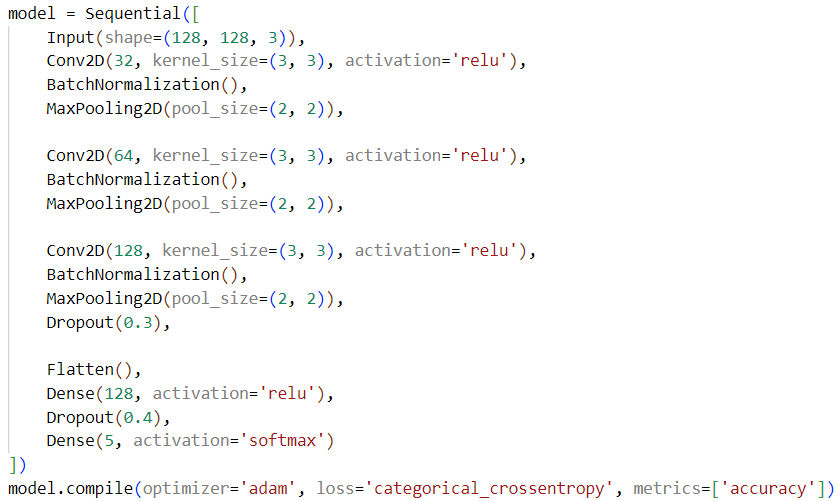 model = Sequential([
    Input(shape=(128, 128, 3)),
    Conv2D(32, kernel_size=(3, 3), activation='relu'),
    BatchNormalization(),
    MaxPooling2D(pool_size=(2, 2)),

    Conv2D(64, kernel_size=(3, 3), activation='relu'),
    BatchNormalization(),
    MaxPooling2D(pool_size=(2, 2)),

    Conv2D(128, kernel_size=(3, 3), activation='relu'),
    BatchNormalization(),
    MaxPooling2D(pool_size=(2, 2)),
    Dropout(0.3),

    Flatten(),
    Dense(128, activation='relu'),
    Dropout(0.4),
    Dense(5, activation='softmax')
])
model.compile(optimizer='adam', loss='categorical_crossentropy', metrics=['accuracy'])